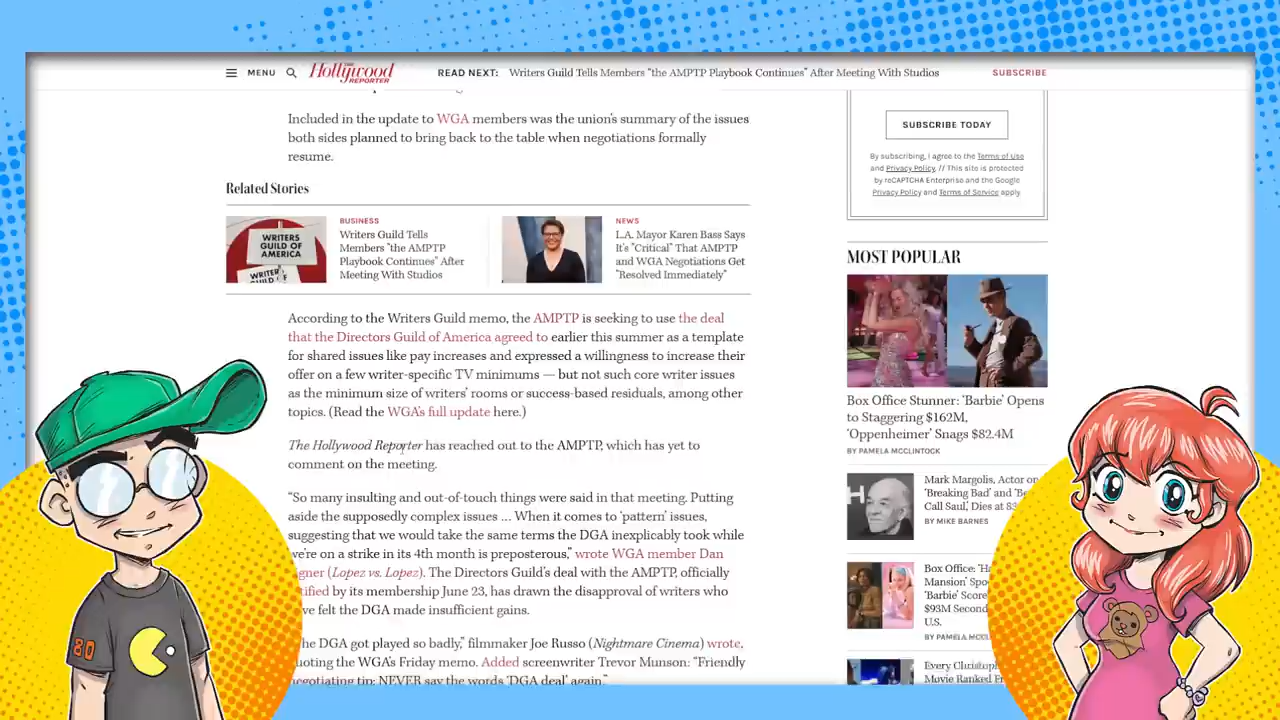 MENU
THE
Hollywood
REPORTER
READ NEXT: Writers Guild Tells Members "the AMPTP Playbook Continues" After Meeting With Studios
SUBSCRIBE
Included in the update to WGA members was the union's summary of the issues
both sides planned to bring back to the table when negotiations formally
resume.
Related Stories
WRITERS
GUILD OF
AMERICA
WRITER
BUSINESS
Writers Guild Tells
Members "the AMPTP
Playbook Continues" After
Meeting With Studios
NEWS
L.A. Mayor Karen Bass Says
It's "Critical" That AMPTP
and WGA Negotiations Get
"Resolved Immediately"
According to the Writers Guild memo, the AMPTP is seeking to use the deal
that the Directors Guild of America agreed to earlier this summer as a template
for shared issues like pay increases and expressed a willingness to increase their
offer on a few writer-specific TV minimums — but not such core writer issues
as the minimum size of writers' rooms or success-based residuals, among other
topics. (Read the WGA's full update here.)
The Hollywood Reporter has reached out to the AMPTP, which has yet to
comment on the meeting.
"So many insulting and out-of-touch things were said in that meeting. Putting
aside the supposedly complex issues ... When it comes to 'pattern' issues,
suggesting that we would take the same terms the DGA inexplicably took while
we're on a strike in its 4th month is preposterous," wrote WGA member Dan
gner (Lopez vs. Lopez). The Directors Guild's deal with the AMPTP, officially
tified by its membership June 23, has drawn the disapproval of writers who
ve felt the DGA made insufficient gains.
he DGA got played so badly," filmmaker Joe Russo (Nightmare Cinema) wrote,
uoting the WGA's Friday memo. Added screenwriter Trevor Munson: "Friendly
negotiating tip: NEVER say the words 'DGA deal' again."
SUBSCRIBE TODAY
By subscribing, I agree to the Terms of Use
and Privacy Policy. // This site is protected
by reCAPTCHA Enterprise and the Google
Privacy Policy and Terms of Service apply.
MOST POPULAR
Box Office Stunner: 'Barbie' Opens
to Staggering $162M,
'Oppenheimer' Snags $82.4M
BY PAMELA MCCLINTOCK
H
Mark Margolis, Actor on
'Breaking Bad' and 'Be
Call Saul,' Dies at 83
BY MIKE BARNES
Box Office: 'Ha
Mansion' Spo
'Barbie' Score
$93M Second
U.S.
BY PAMELA MCCL
Every Christoph
Movie Ranked Fr
80